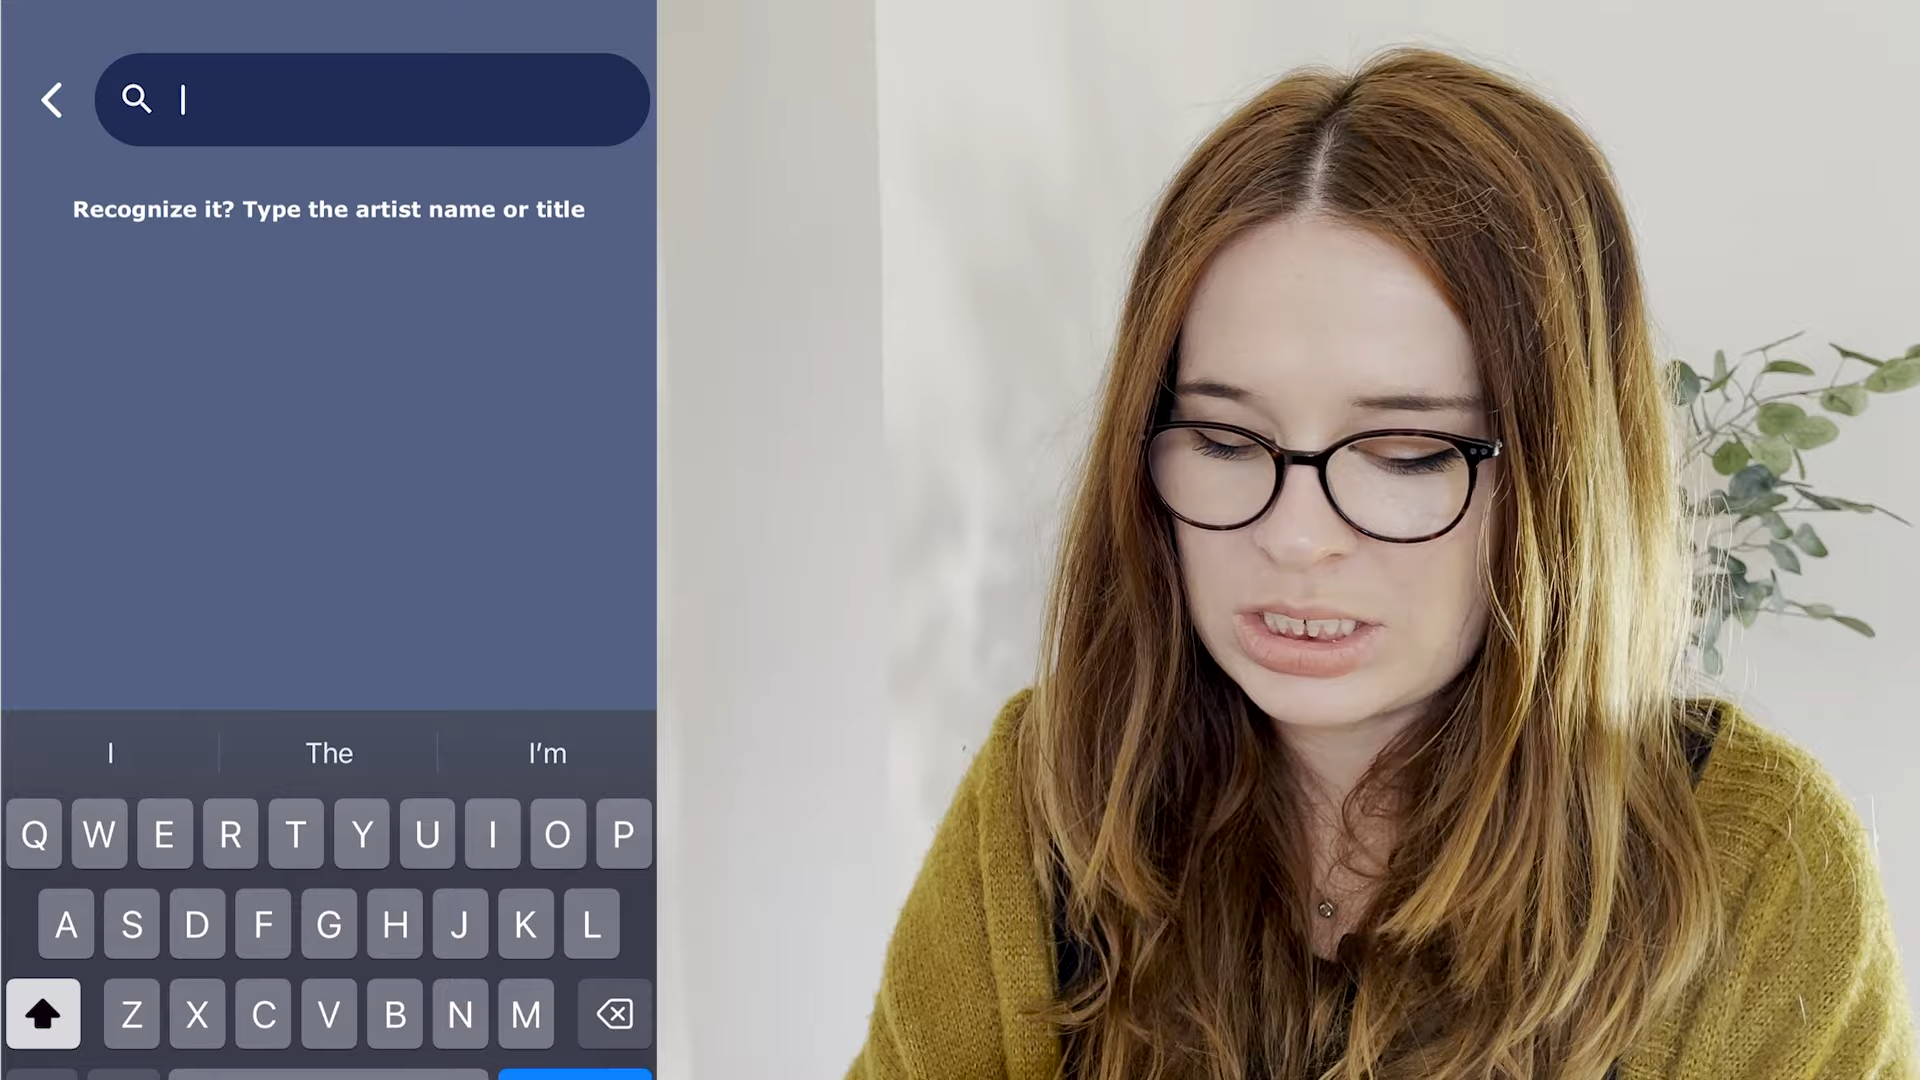 Recognize it? Type the artist name or title
I The I’m
Q W E R T Y U I O P
A S D F G H J K L
Z X C V B N M